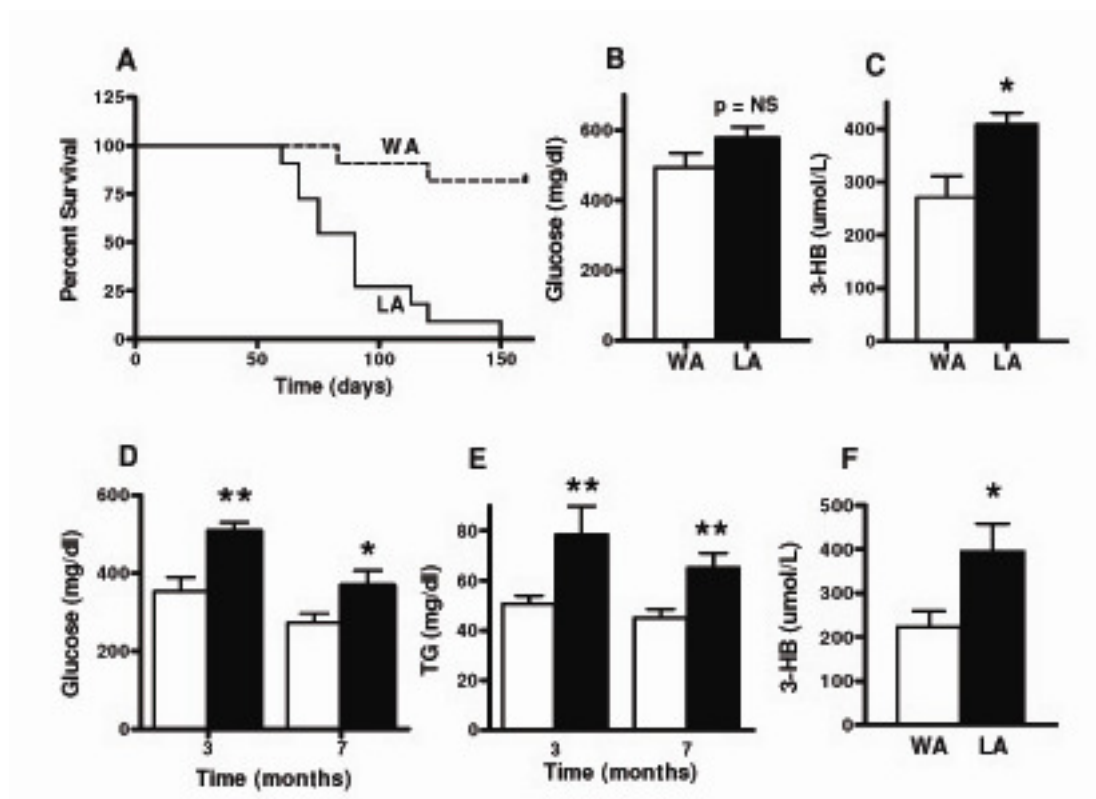 A
125
100
75
50
25
0
Percent Survival
WA
LA
0 50 100 150
Time (days)
B
p = NS
600
400
200
0
Glucose (mg/dl)
WA LA
C
*
400
300
200
100
0
3-HB (umol/L)
WA LA
D
600
400
200
0
Glucose (mg/dl)
**
*
3 7
Time (months)
E
80
60
40
20
0
TG (mg/dl)
**
**
3 7
Time (months)
F
500
400
300
200
100
0
3-HB (umol/L)
*
WA LA